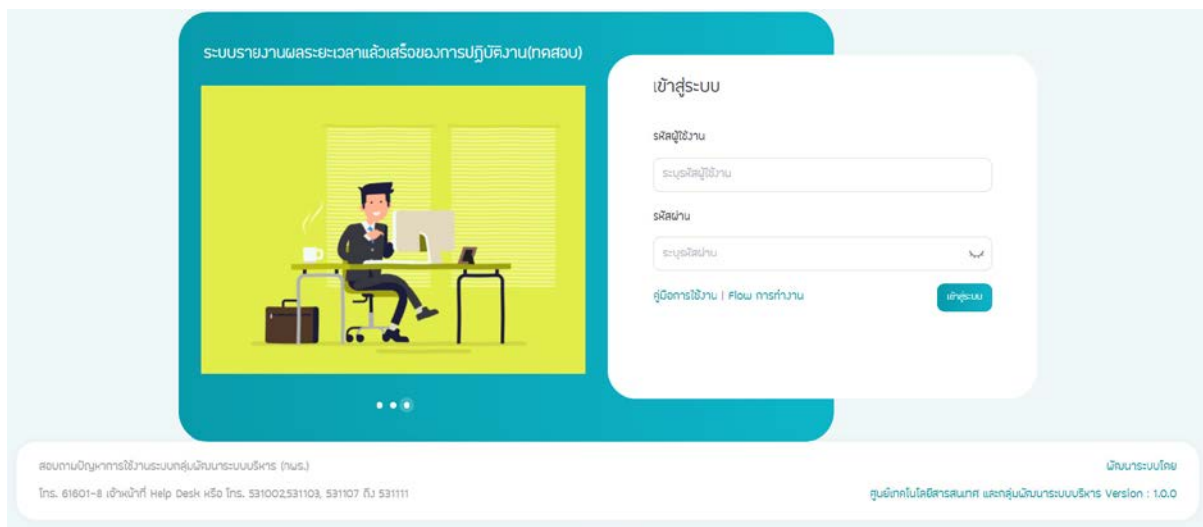 ระบบรายงานผลระยะเวลาแล้วเสร็จของการปฏิบัติงาน(ทดสอบ)
เข้าสู่ระบบ
รหัสผู้ใช้งาน
ระบุรหัสผู้ใช้งาน
รหัสผ่าน
ระบุรหัสผ่าน
คู่มือการใช้งาน | Flow การทำงาน
เข้าสู่ระบบ
สอบถามปัญหาการใช้งานระบบกลุ่มพัฒนาระบบบริหาร (กพร.)
โทร. 61601-8 เจ้าหน้าที่ Help Desk หรือ โทร. 531002,531103, 531107 ถึง 531111
พัฒนาระบบโดย
ศูนย์เทคโนโลยีสารสนเทศ และกลุ่มพัฒนาระบบบริหาร Version : 1.0.0